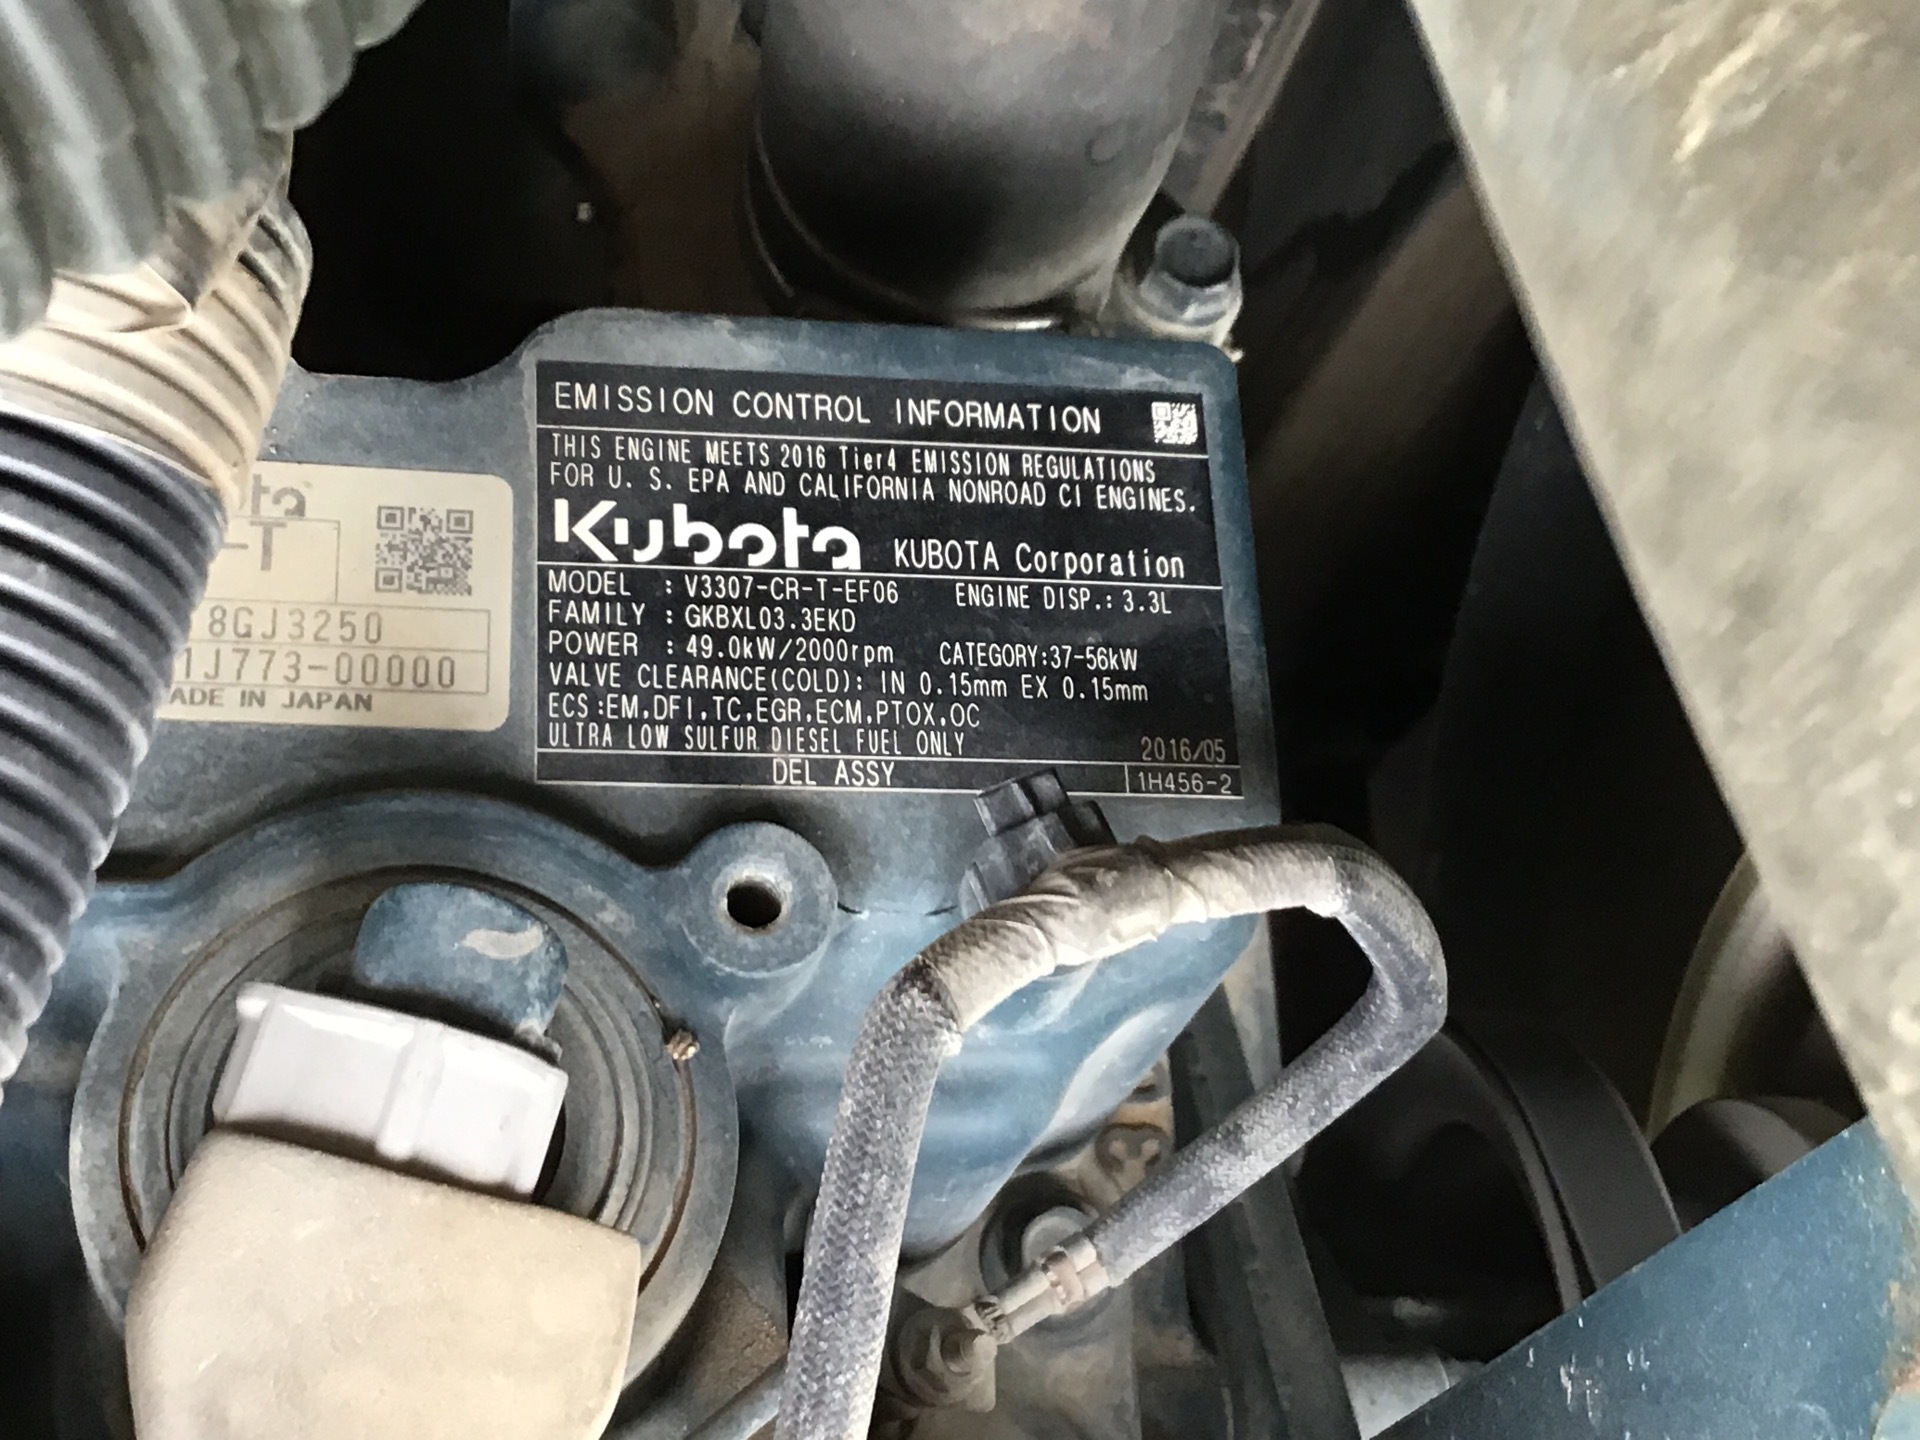 EMISSION CONTROL INFORMATION
THIS ENGINE MEETS 2016 Tier4 EMISSION REGULATIONS
FOR U. S. EPA AND CALIFORNIA NONROAD CI ENGINES.
Kubota KUBOTA Corporation
MODEL : V3307-CR-T-EF06 ENGINE DISP.: 3.3L
FAMILY : GKBXL03.3EKD
POWER : 49.0kW/2000rpm CATEGORY:37-56kW
VALVE CLEARANCE(COLD): IN 0.15mm EX 0.15mm
ECS:EM,DFI,TC,EGR,ECM,PTOX,OC
ULTRA LOW SULFUR DIESEL FUEL ONLY 2016/05
DEL ASSY 1H456-2
ta
-T
8GJ3250
1J773-00000
ADE IN JAPAN